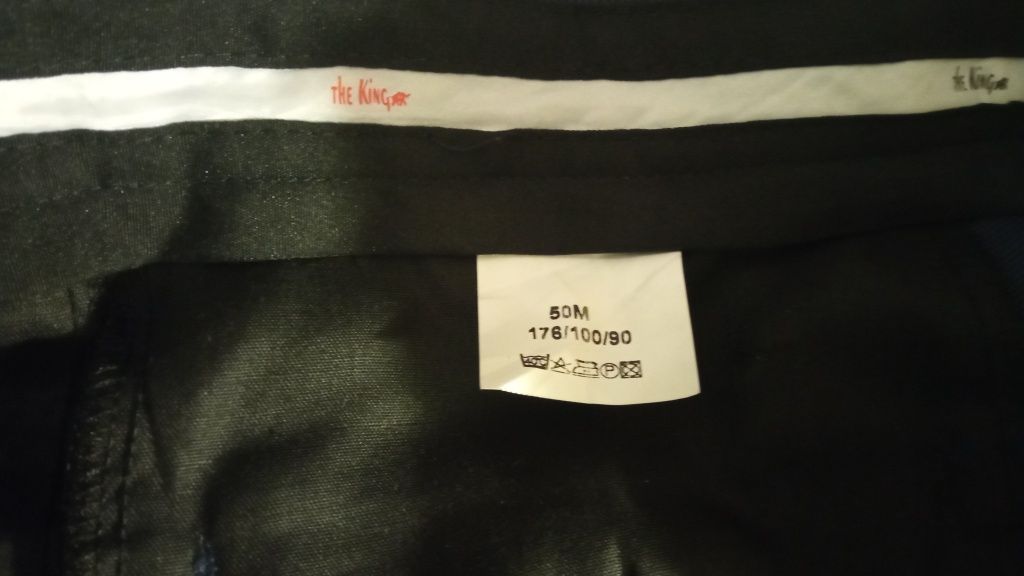 THE KING
THE KING
50M
176/100/90
P